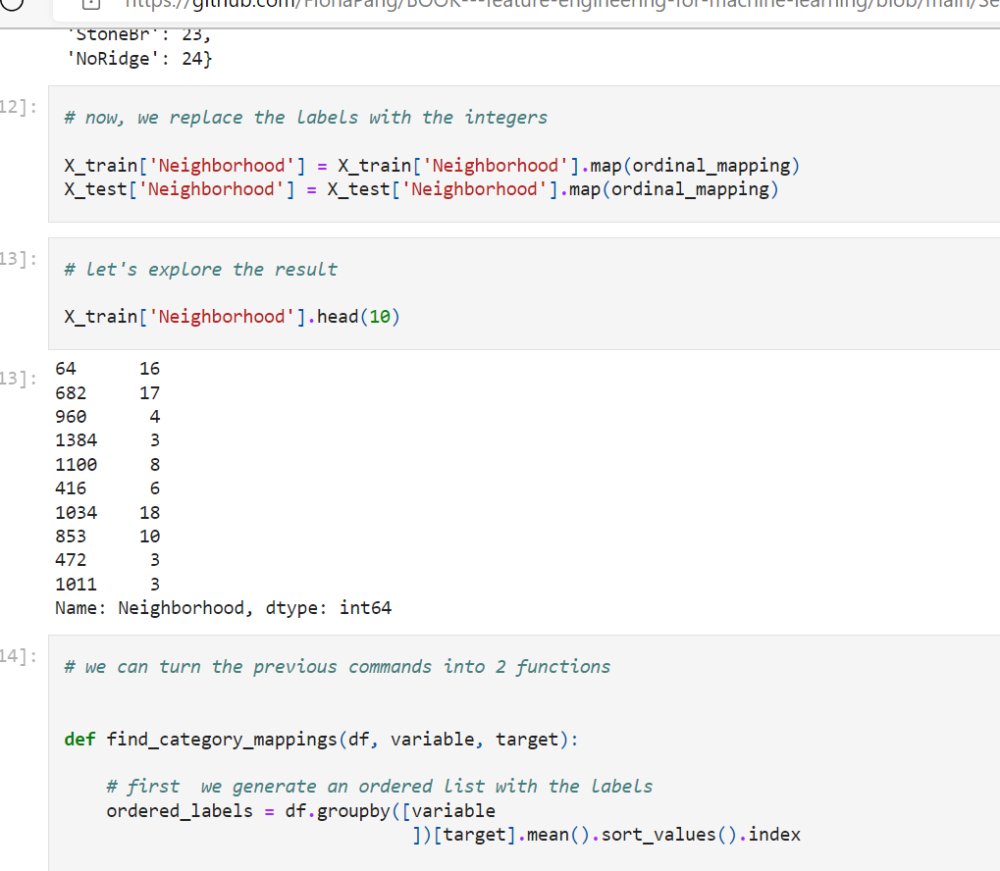 https://github.com/FionaPang/BOOK---feature-engineering-for-machine-learning/blob/main/Se
'StoneBr': 23,
'NoRidge': 24}
12]:
# now, we replace the labels with the integers
X_train['Neighborhood'] = X_train['Neighborhood'].map(ordinal_mapping)
X_test['Neighborhood'] = X_test['Neighborhood'].map(ordinal_mapping)
13]:
# let's explore the result
X_train['Neighborhood'].head(10)
13]:
64 16
682 17
960 4
1384 3
1100 8
416 6
1034 18
853 10
472 3
1011 3
Name: Neighborhood, dtype: int64
14]:
# we can turn the previous commands into 2 functions
def find_category_mappings(df, variable, target):
# first  we generate an ordered list with the labels
ordered_labels = df.groupby([variable
])[target].mean().sort_values().index